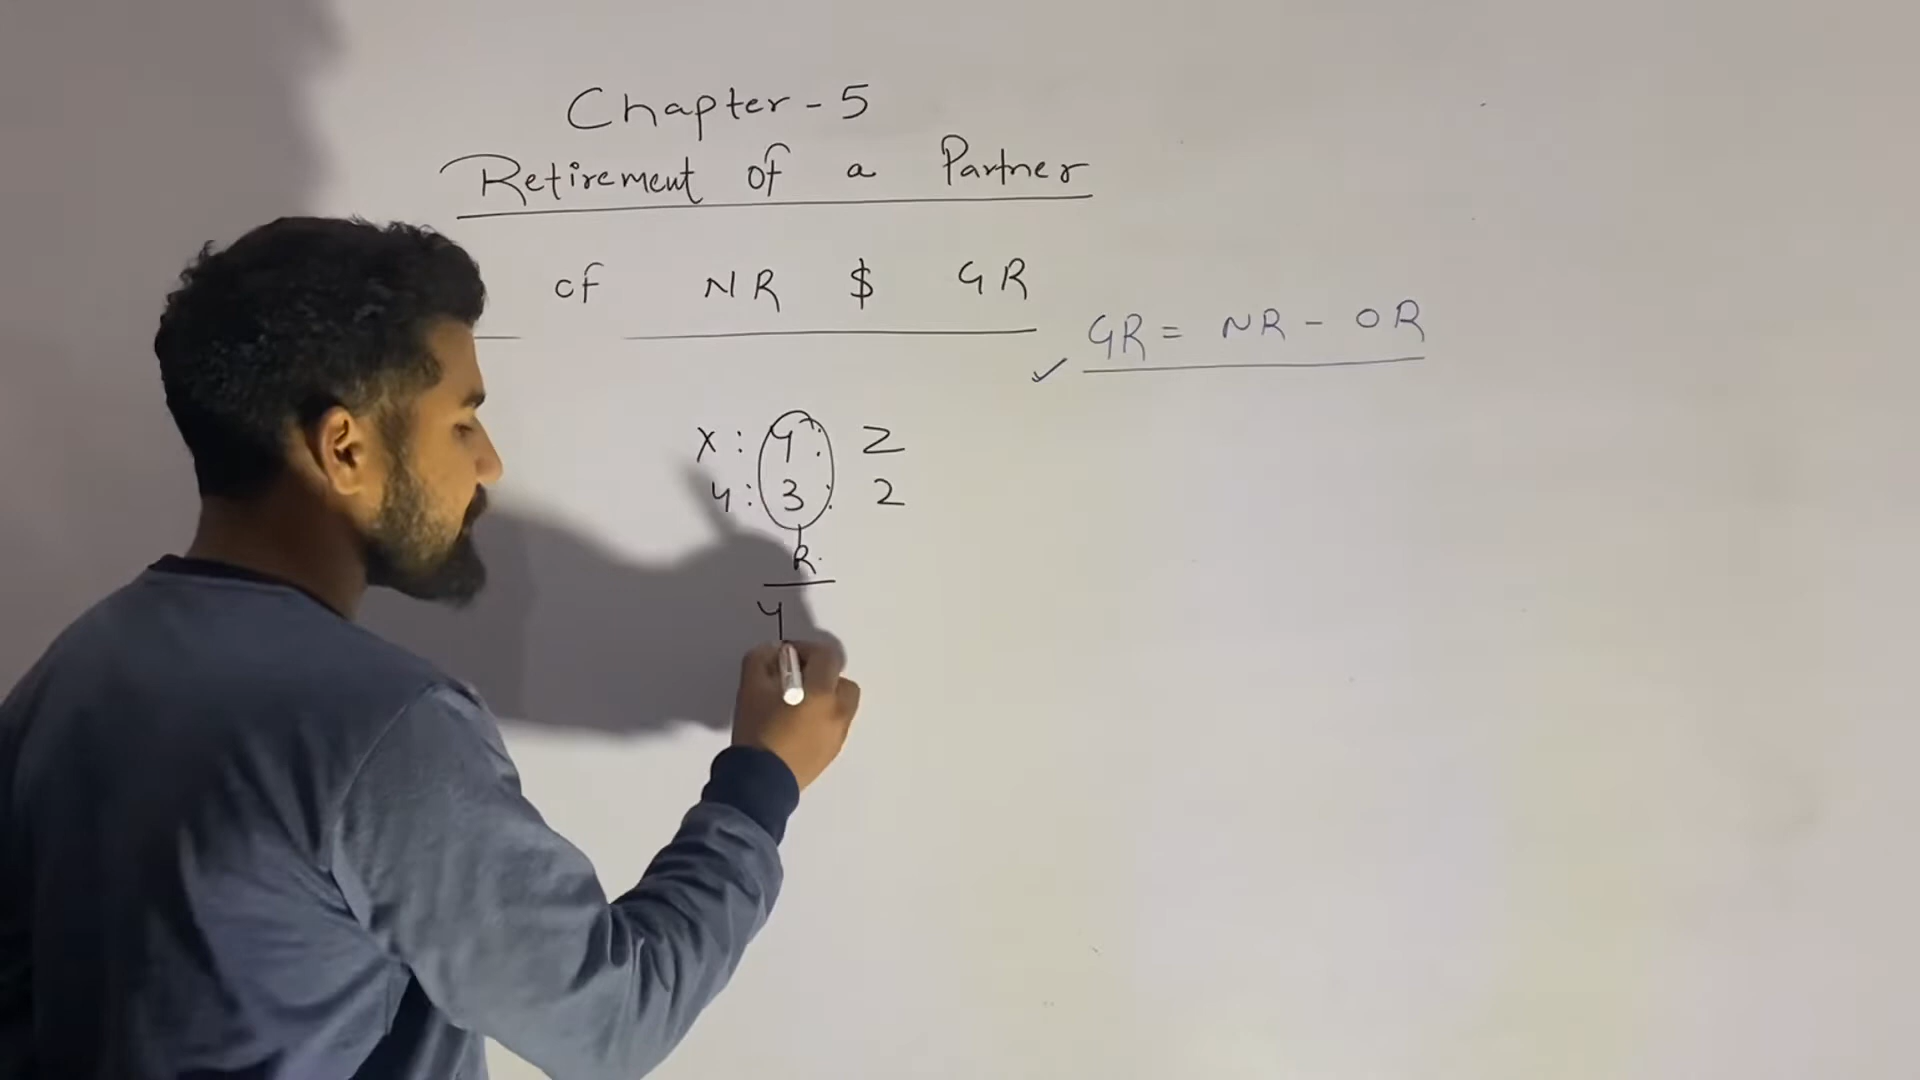 Chapter - 5
Retirement of a Partner
of NR $ GR
GR = NR - OR
X : Y : Z
4 : 3 : 2
R
4